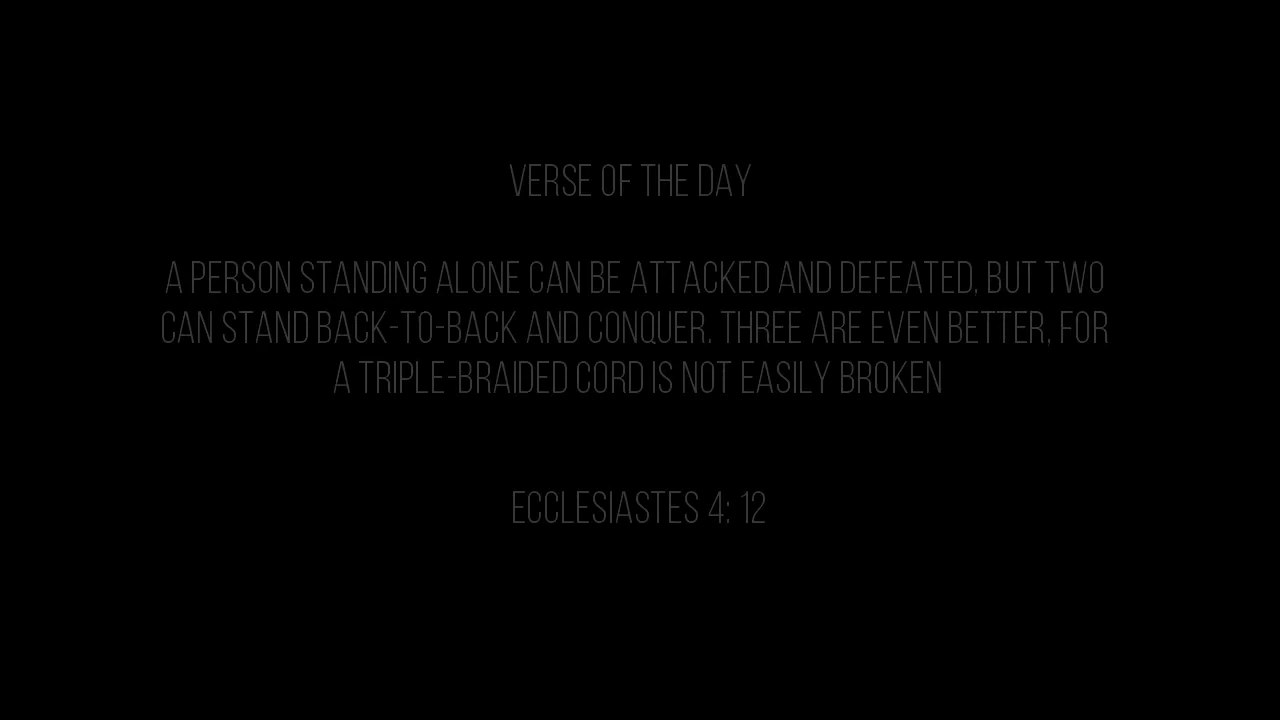 VERSE OF THE DAY
A PERSON STANDING ALONE CAN BE ATTACKED AND DEFEATED, BUT TWO
CAN STAND BACK-TO-BACK AND CONQUER. THREE ARE EVEN BETTER, FOR
A TRIPLE-BRAIDED CORD IS NOT EASILY BROKEN
ECCLESIASTES 4: 12